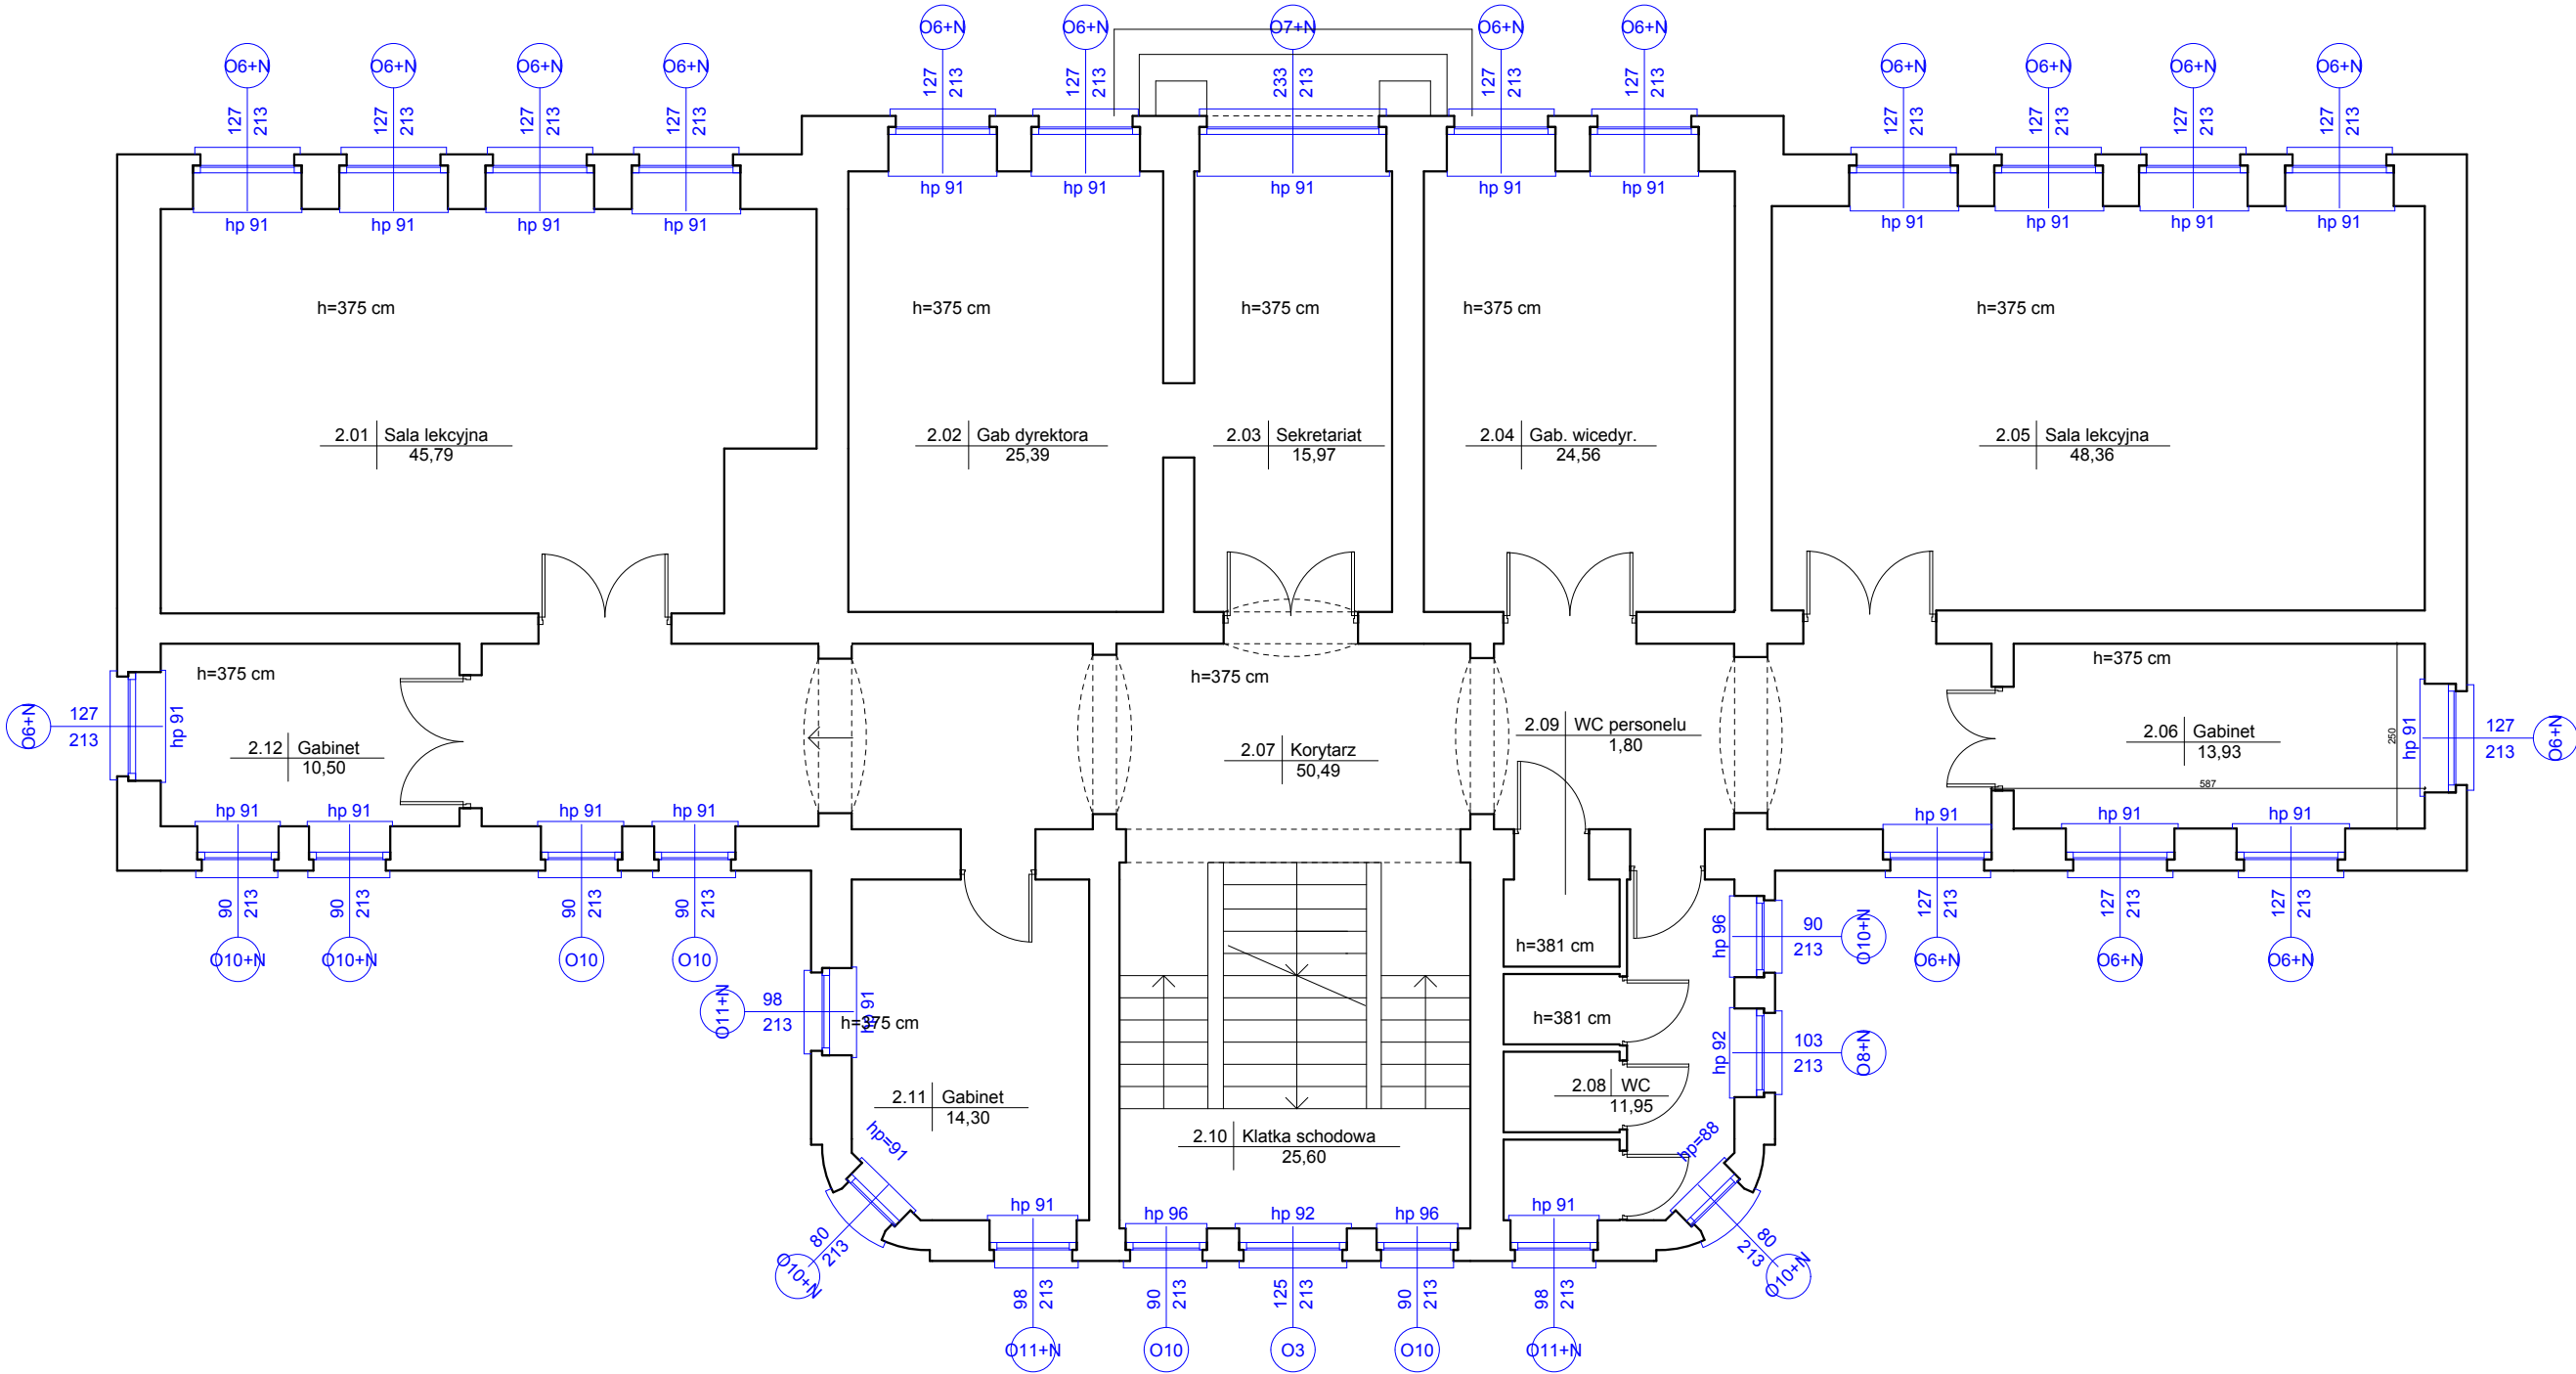 O6+N
O6+N
O7+N
O6+N
O6+N
O6+N
O6+N
O6+N
O6+N
O6+N
O6+N
O6+N
O6+N
127
213
127
213
233
213
127
213
127
213
127
213
127
213
127
213
127
213
127
213
127
213
127
213
127
213
hp 91
hp 91
hp 91
hp 91
hp 91
hp 91
hp 91
hp 91
hp 91
hp 91
hp 91
hp 91
hp 91
h=375 cm
h=375 cm
h=375 cm
h=375 cm
h=375 cm
2.01 Sala lekcyjna
45,79
2.02 Gab dyrektora
25,39
2.03 Sekretariat
15,97
2.04 Gab. wicedyr.
24,56
2.05 Sala lekcyjna
48,36
h=375 cm
h=375 cm
h=375 cm
O6+N
127
213
hp 91
2.12 Gabinet
10,50
2.07 Korytarz
50,49
2.09 WC personelu
1,80
2.06 Gabinet
13,93
250
587
hp 91
127
213
O6+N
hp 91
hp 91
hp 91
hp 91
hp 91
hp 91
hp 91
90
213
90
213
90
213
90
213
127
213
127
213
127
213
O10+N
O10+N
O10
O10
O6+N
O6+N
O6+N
h=381 cm
hp 96
90
213
O10+N
O11+N
98
213
hp 91
h=375 cm
h=381 cm
hp 92
103
213
O8+N
2.11 Gabinet
14,30
2.08 WC
11,95
2.10 Klatka schodowa
25,60
hp=91
80
213
O10+N
hp=88
80
213
O10+N
hp 91
hp 96
hp 92
hp 96
hp 91
98
213
90
213
125
213
90
213
98
213
O11+N
O10
O3
O10
O11+N